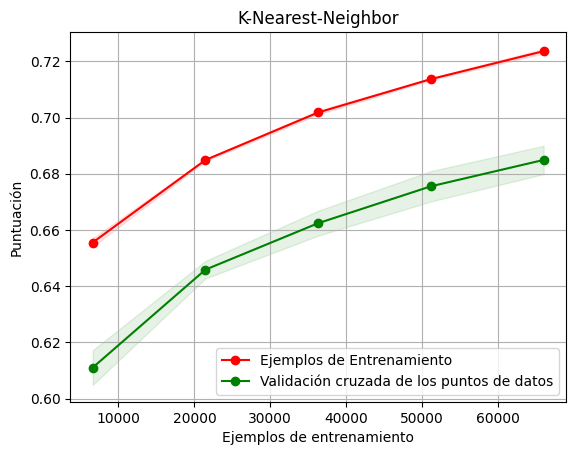 K-Nearest-Neighbor
0.72
0.70
0.68
0.66
0.64
0.62
0.60
Puntuación
Ejemplos de Entrenamiento
Validación cruzada de los puntos de datos
10000 20000 30000 40000 50000 60000
Ejemplos de entrenamiento